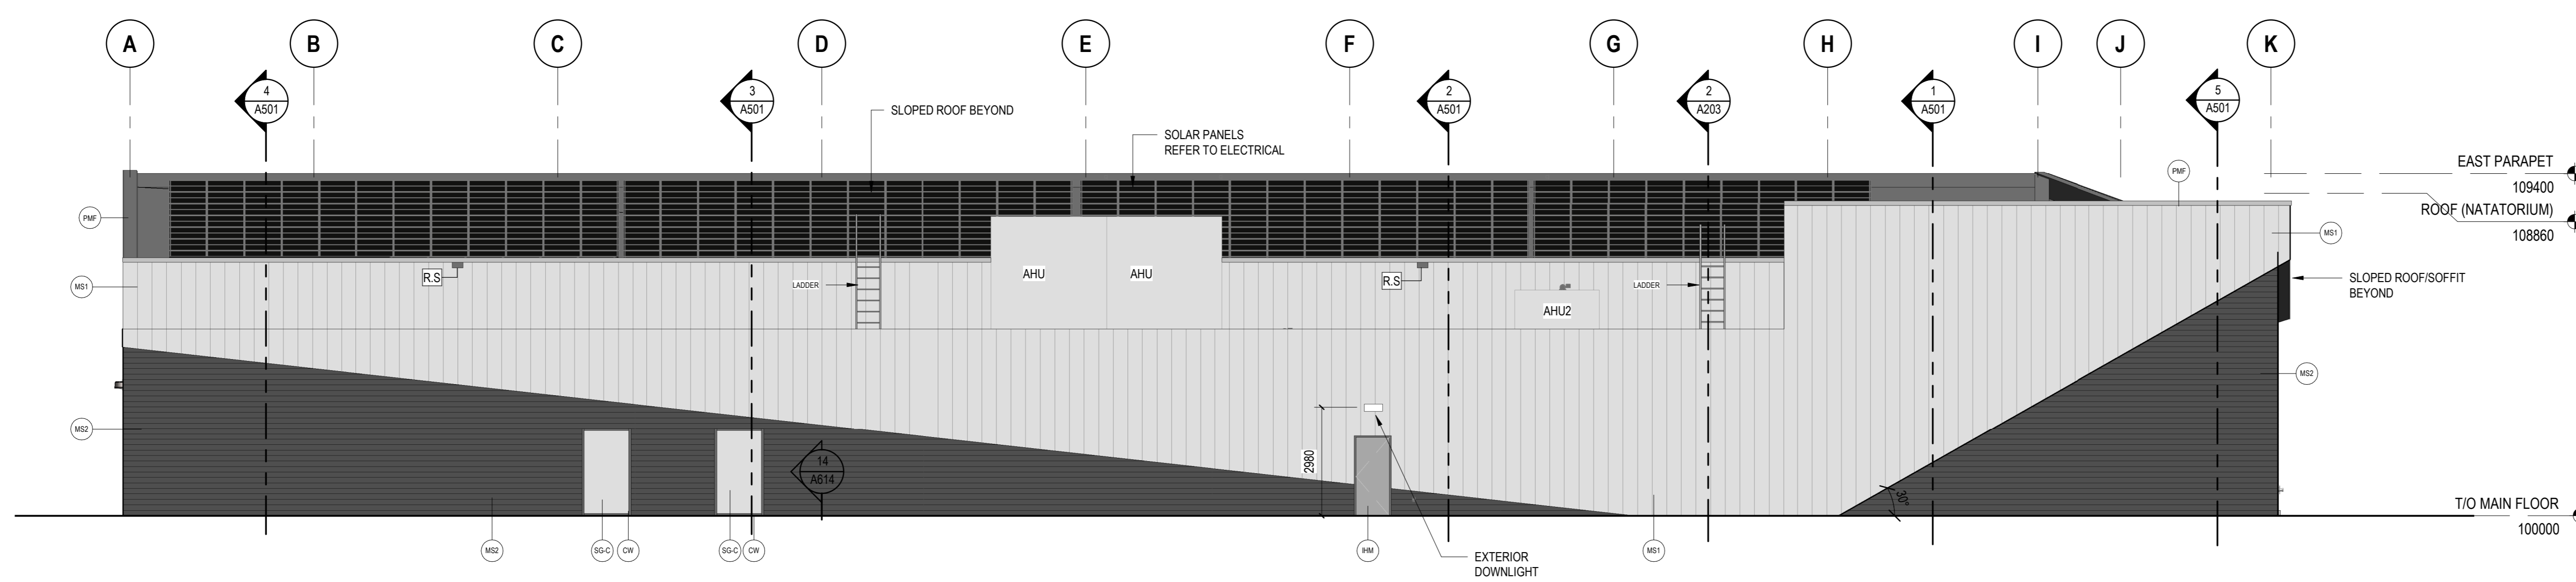 A B C D E F G H I J K
4 3 2 2 1 5
A501 A501 A501 A203 A501 A501
SLOPED ROOF BEYOND
SOLAR PANELS
REFER TO ELECTRICAL
EAST PARAPET
109400
PMF
ROOF (NATATORIUM)
108860
PMF
MS1
R.S
LADDER
AHU
AHU
R.S
AHU2
LADDER
SLOPED ROOF/SOFFIT
BEYOND
MS1
MS2
MS2
14
A614
2980
30°
T/O MAIN FLOOR
100000
MS2
SG-C
CW
SG-C
CW
IHM
MS1
EXTERIOR
DOWNLIGHT